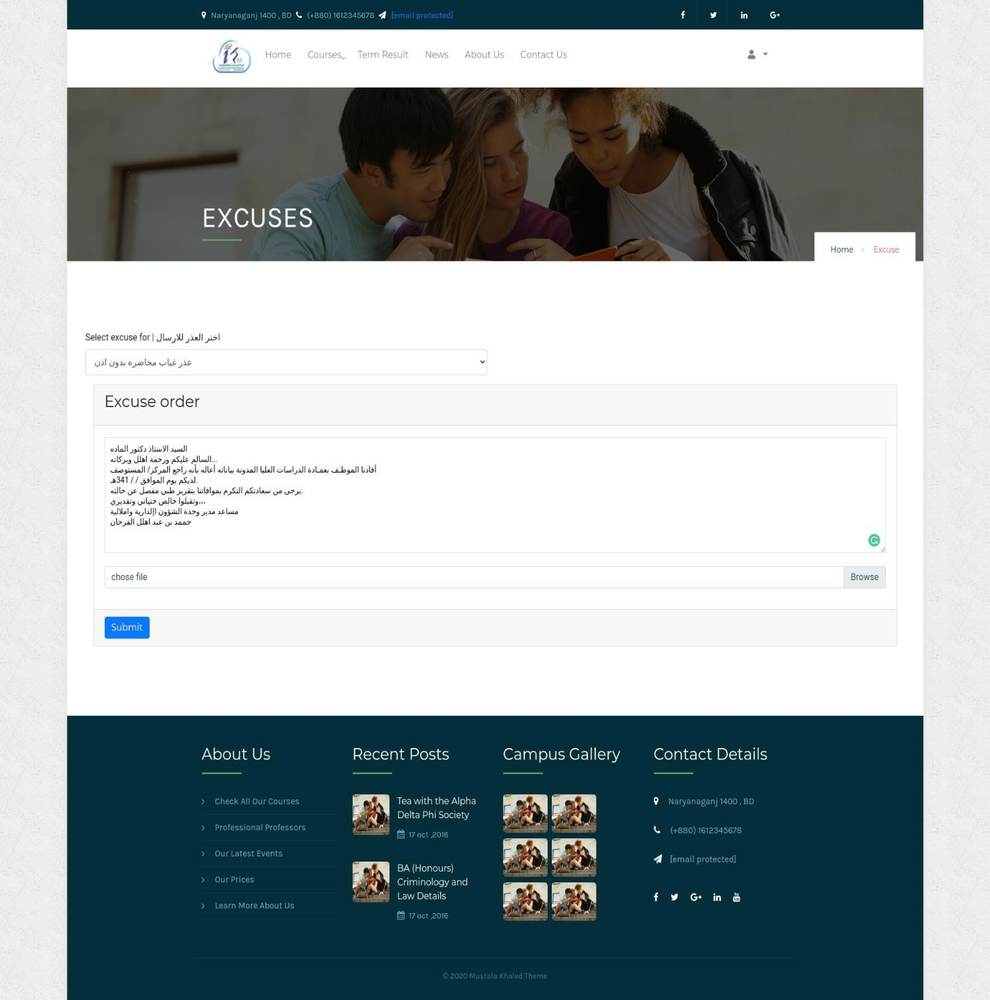 Naryanaganj 1400 , BD (+880) 1612345678 [email protected]
Home Courses Term Result News About Us Contact Us
EXCUSES
Home Excuse
Select excuse for | اختر العذر للارسال
عذر غياب محاضره بدون اذن
Excuse order
السيد الاستاذ دكتور الماده
السالم عليكم ورحمة اهلل وبركاته...
أفادنا الموظـف بعمـادة الدراسات العليا المدونة بياناته أعاله بأنه راجع المركز/ المستوصف
لديكم يوم الموافق / / 341هـ.
يرجى من سعادتكم التكرم بموافاتنا بتقرير طبي مفصل عن حالته.
وتقبلوا خالص حتياتي وتقديري،،،
مساعد مدير وحدة الشؤون اإلدارية واملالية
حممد بن عبد اهلل الفرحان
chose file Browse
Submit
About Us
Check All Our Courses
Professional Professors
Our Latest Events
Our Prices
Learn More About Us
Recent Posts
Tea with the Alpha
Delta Phi Society
17 oct ,2016
BA (Honours)
Criminology and
Law Details
17 oct ,2016
Campus Gallery
Contact Details
Naryanaganj 1400 , BD
(+880) 1612345678
[email protected]
© 2020 Mustafa Khaled Theme